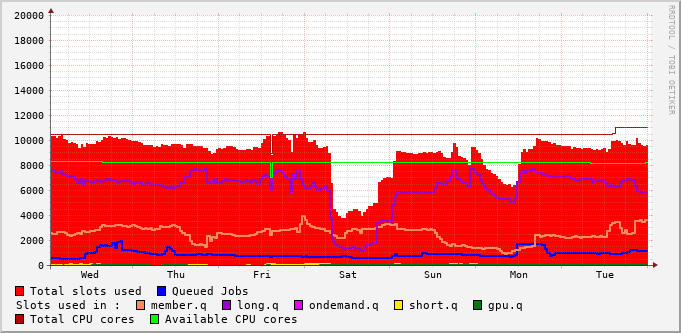 20000
18000
16000
14000
12000
10000
8000
6000
4000
2000
0
Wed Thu Fri Sat Sun Mon Tue
RRDTOOL / TOBI OETIKER
Total slots used Queued Jobs
Slots used in : member.q long.q ondemand.q short.q gpu.q
Total CPU cores Available CPU cores